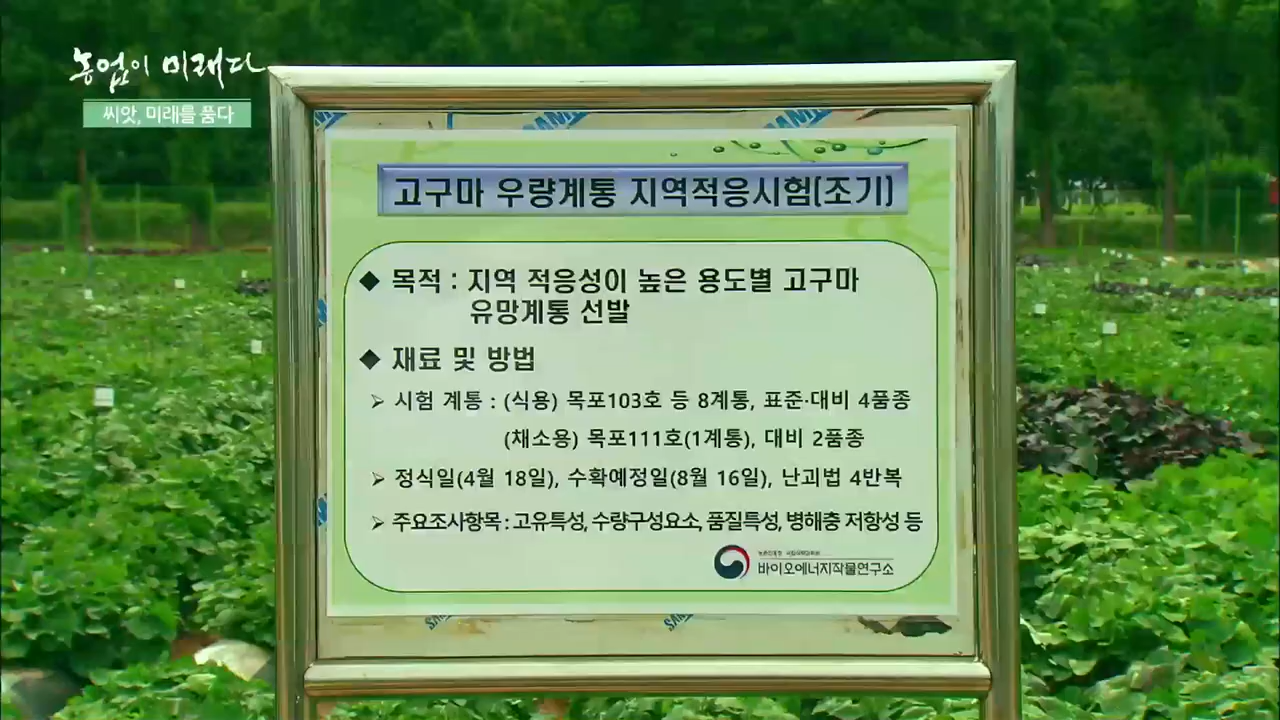 농업이 미래다
씨앗, 미래를 품다
고구마 우량계통 지역적응시험(조기)
◆ 목적 : 지역 적응성이 높은 용도별 고구마
유망계통 선발
◆ 재료 및 방법
➢ 시험 계통 : (식용) 목포103호 등 8계통, 표준·대비 4품종
(채소용) 목포111호(1계통), 대비 2품종
➢ 정식일(4월 18일), 수확예정일(8월 16일), 난괴법 4반복
➢ 주요조사항목 : 고유특성, 수량구성요소, 품질특성, 병해충 저항성 등
바이오에너지작물연구소